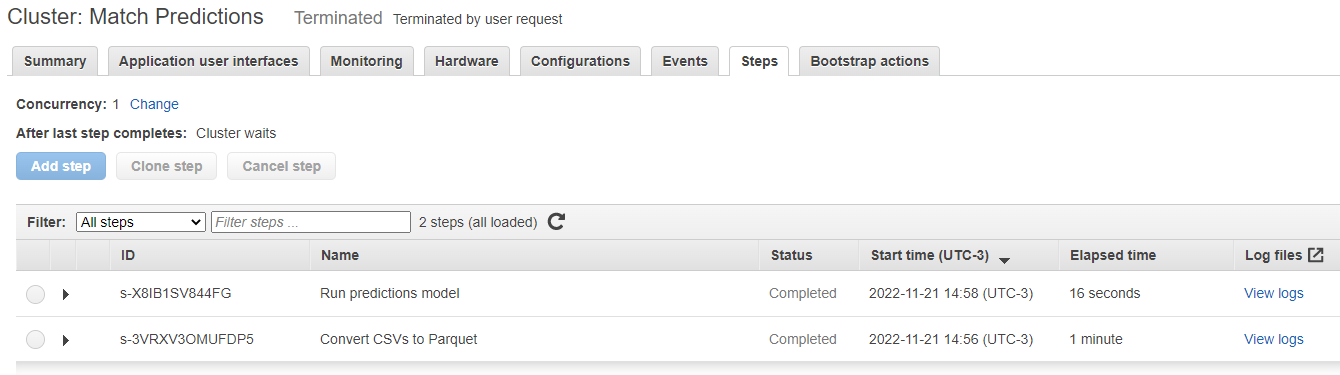 Cluster: Match Predictions Terminated Terminated by user request
Summary Application user interfaces Monitoring Hardware Configurations Events Steps Bootstrap actions
Concurrency: 1 Change
After last step completes: Cluster waits
Add step Clone step Cancel step
Filter: All steps Filter steps ... 2 steps (all loaded)
ID Name Status Start time (UTC-3) Elapsed time Log files
s-X8IB1SV844FG Run predictions model Completed 2022-11-21 14:58 (UTC-3) 16 seconds View logs
s-3VRXV3OMUFDP5 Convert CSVs to Parquet Completed 2022-11-21 14:56 (UTC-3) 1 minute View logs